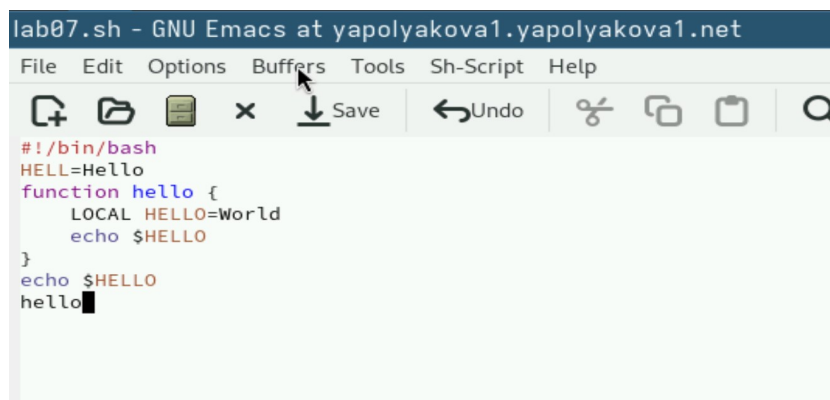 lab07.sh - GNU Emacs at yapolyakova1.yapolyakova1.net
File Edit Options Buffers Tools Sh-Script Help
Save Undo
#!/bin/bash
HELL=Hello
function hello {
    LOCAL HELLO=World
    echo $HELLO
}
echo $HELLO
hello